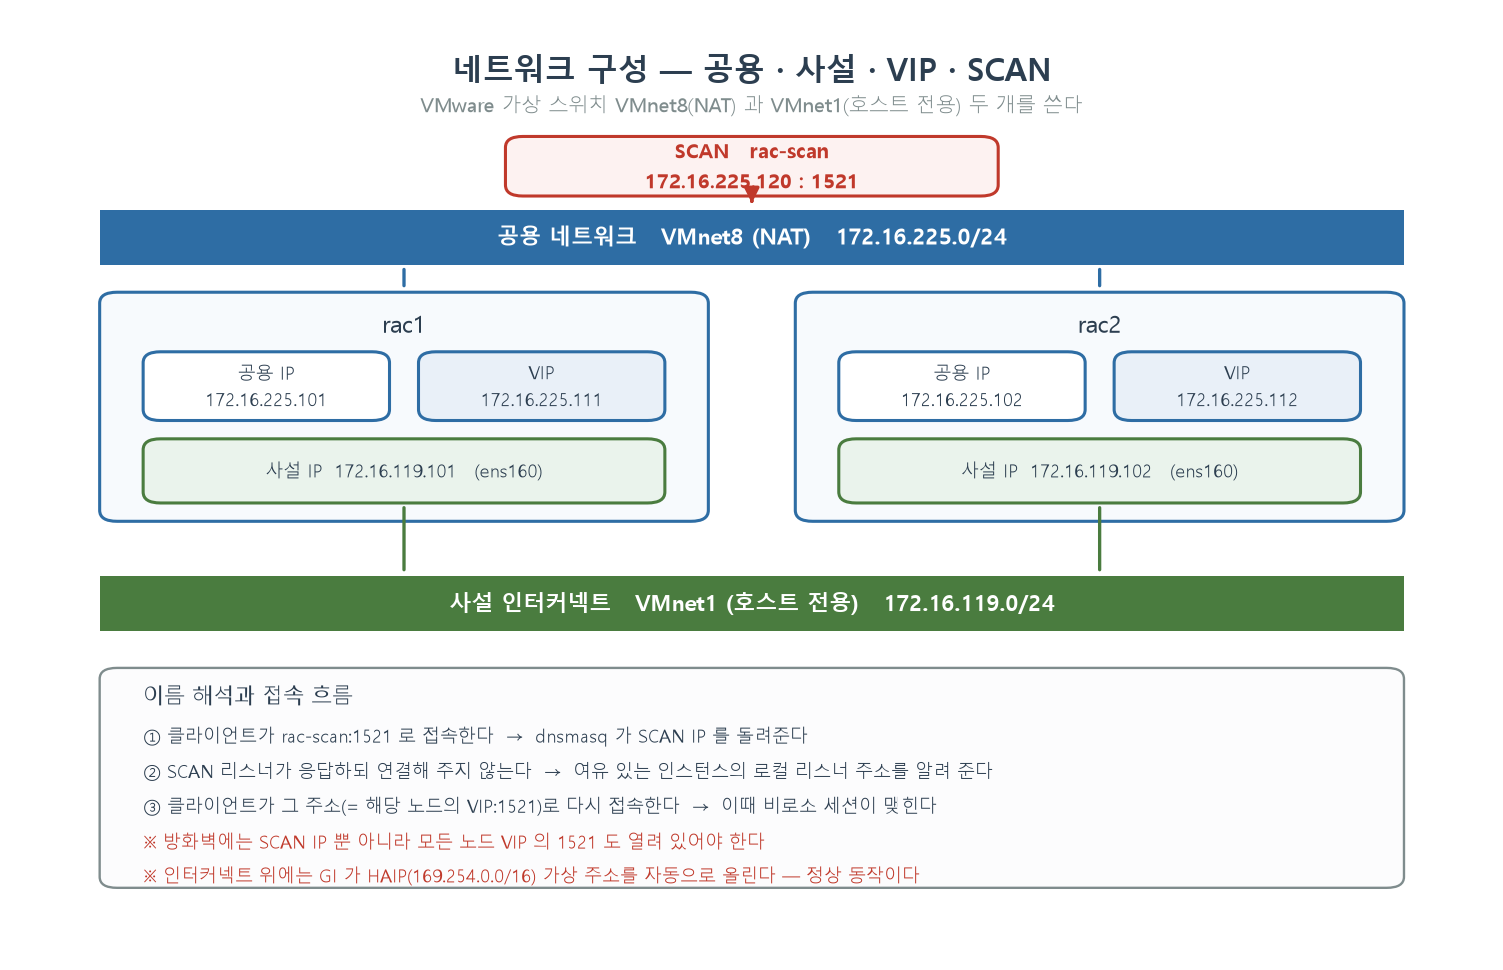 네트워크 구성 — 공용 · 사설 · VIP · SCAN
VMware 가상 스위치 VMnet8(NAT) 과 VMnet1(호스트 전용) 두 개를 쓴다
SCAN rac-scan
172.16.225.120 : 1521
공용 네트워크 VMnet8 (NAT) 172.16.225.0/24
rac1
공용 IP
172.16.225.101
VIP
172.16.225.111
사설 IP 172.16.119.101 (ens160)
rac2
공용 IP
172.16.225.102
VIP
172.16.225.112
사설 IP 172.16.119.102 (ens160)
사설 인터커넥트 VMnet1 (호스트 전용) 172.16.119.0/24
이름 해석과 접속 흐름
① 클라이언트가 rac-scan:1521 로 접속한다 → dnsmasq 가 SCAN IP 를 돌려준다
② SCAN 리스너가 응답하되 연결해 주지 않는다 → 여유 있는 인스턴스의 로컬 리스너 주소를 알려 준다
③ 클라이언트가 그 주소(= 해당 노드의 VIP:1521)로 다시 접속한다 → 이때 비로소 세션이 맺힌다
※ 방화벽에는 SCAN IP 뿐 아니라 모든 노드 VIP 의 1521 도 열려 있어야 한다
※ 인터커넥트 위에는 GI 가 HAIP(169.254.0.0/16) 가상 주소를 자동으로 올린다 — 정상 동작이다